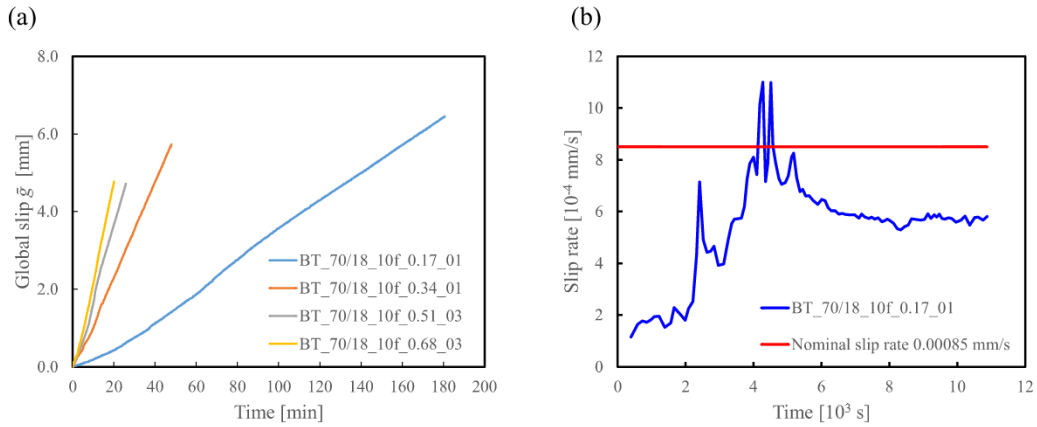 (a)
8.0
6.0
4.0
2.0
0.0
Global slip ḡ [mm]
BT_70/18_10f_0.17_01
BT_70/18_10f_0.34_01
BT_70/18_10f_0.51_03
BT_70/18_10f_0.68_03
0 20 40 60 80 100 120 140 160 180 200
Time [min]
(b)
12
10
8
6
4
2
0
Slip rate [10⁻⁴ mm/s]
BT_70/18_10f_0.17_01
Nominal slip rate 0.00085 mm/s
0 2 4 6 8 10 12
Time [10³ s]